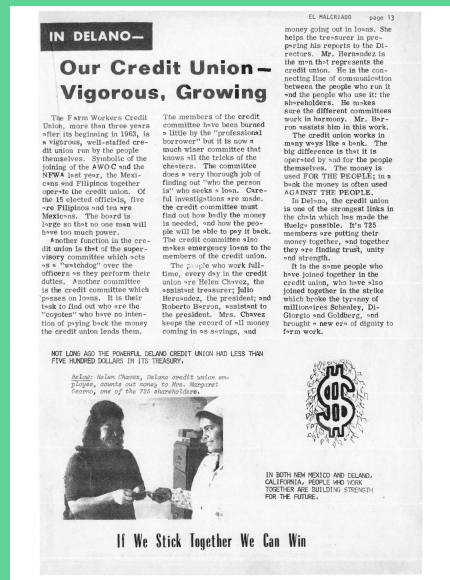 EL MALCRIADO page 13
IN DELANO—
Our Credit Union—
Vigorous, Growing
The Farm Workers Credit
Union, more than three years
after its beginning in 1963, is
a vigorous, well-staffed cre-
dit union run by the people
themselves. Symbolic of the
joining of the AWOC and the
NFWA last year, the Mexi-
cans and Filipinos together
operate the credit union. Of
the 15 elected officials, five
are Filipinos and ten are
Mexicans. The board is
large so that no one man will
have too much power.
Another function in the cre-
dit union is that of the super-
visory committee which acts
as a "watchdog" over the
officers as they perform their
duties. Another committee
is the credit committee which
passes on loans. It is their
task to find out who are the
"coyotes" who have no inten-
tion of paying back the money
the credit union lends them.
The members of the credit
committee have been burned
a little by the "professional
borrower" but it is now a
much wiser committee that
knows all the tricks of the
cheaters. The committee
does a very thorough job of
finding out "who the person
is" who seeks a loan. Care-
ful investigations are made,
the credit committee must
find out how badly the money
is needed, and how the peo-
ple will be able to pay it back.
The credit committee also
makes emergency loans to the
members of the credit union.
The people who work full-
time, every day in the credit
union are Helen Chavez, the
assistant treasurer; Julio
Hernandez, the president; and
Roberto Barron, assistant to
the president. Mrs. Chavez
keeps the record of all money
coming in as savings, and
money going out in loans. She
helps the treasurer in pre-
paring his reports to the Di-
rectors. Mr. Hernandez is
the man that represents the
credit union. He is the con-
necting line of communication
between the people who run it
and the people who use it: the
shareholders. He makes
sure the different committees
work in harmony. Mr. Bar-
ron assists him in this work.
The credit union works in
many ways like a bank. The
big difference is that it is
operated by and for the people
themselves. The money is
used FOR THE PEOPLE; in a
bank the money is often used
AGAINST THE PEOPLE.
In Delano, the credit union
is one of the strongest links in
the chain which has made the
Huelga possible. It's 725
members are putting their
money together, and together
they are finding trust, unity
and strength.
It is the same people who
have joined together in the
credit union, who have also
joined together in the strike
which broke the tyranny of
millionaires Schenley, Di-
Giorgio and Goldberg, and
brought a new era of dignity to
farm work.
NOT LONG AGO THE POWERFUL DELANO CREDIT UNION HAD LESS THAN
FIVE HUNDRED DOLLARS IN ITS TREASURY.
Below: Helen Chavez, Delano credit union em-
ployee, counts out money to Mrs. Margaret
one of the 725 shareholders.
IN BOTH NEW MEXICO AND DELANO,
CALIFORNIA, PEOPLE WHO WORK
TOGETHER ARE BUILDING STRENGTH
FOR THE FUTURE.
If We Stick Together We Can Win